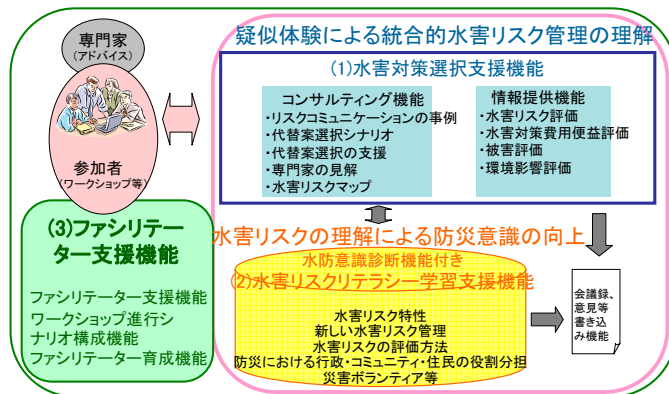 専門家
(アドバイス)
参加者
(ワークショップ等)
(3)ファシリテー
ター支援機能
ファシリテーター支援機能
ワークショップ進行シ
ナリオ構成機能
ファシリテーター育成機能
疑似体験による統合的水害リスク管理の理解
(1)水害対策選択支援機能
コンサルティング機能
・リスクコミュニケーションの事例
・代替案選択シナリオ
・代替案選択の支援
・専門家の見解
・水害リスクマップ
情報提供機能
・水害リスク評価
・水害対策費用便益評価
・被害評価
・環境影響評価
水害リスクの理解による防災意識の向上
水防意識診断機能付き
(2)水害リスクリテラシー学習支援機能
水害リスク特性
新しい水害リスク管理
水害リスクの評価方法
防災における行政・コミュニティ・住民の役割分担
災害ボランティア等
会議録、
意見等
書き込
み機能